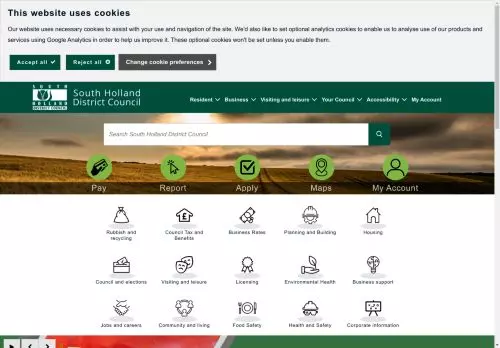 This website uses cookies
Our website uses necessary cookies to assist with your use and navigation of the site. We'd also like to set optional analytics cookies to enable us to analyse use of our products
and services using Google Analytics in order to help us improve it. These optional cookies won't be set unless you enable them.
Accept all
Reject all
Change cookie preferences
SOUTH
HOLLAND
DISTRICT COUNCIL
South Holland
District Council
Resident
Business
Visiting and leisure
Your Council
Accessibility
My Account
Search South Holland District Council
Pay
Report
Apply
Maps
My Account
Rubbish and
recycling
Council Tax and
Benefits
Business Rates
Planning and Building
Housing
Council and elections
Visiting and leisure
Licensing
Environmental Health
Business support
Jobs and careers
Community and living
Food Safety
Health and Safety
Corporate information